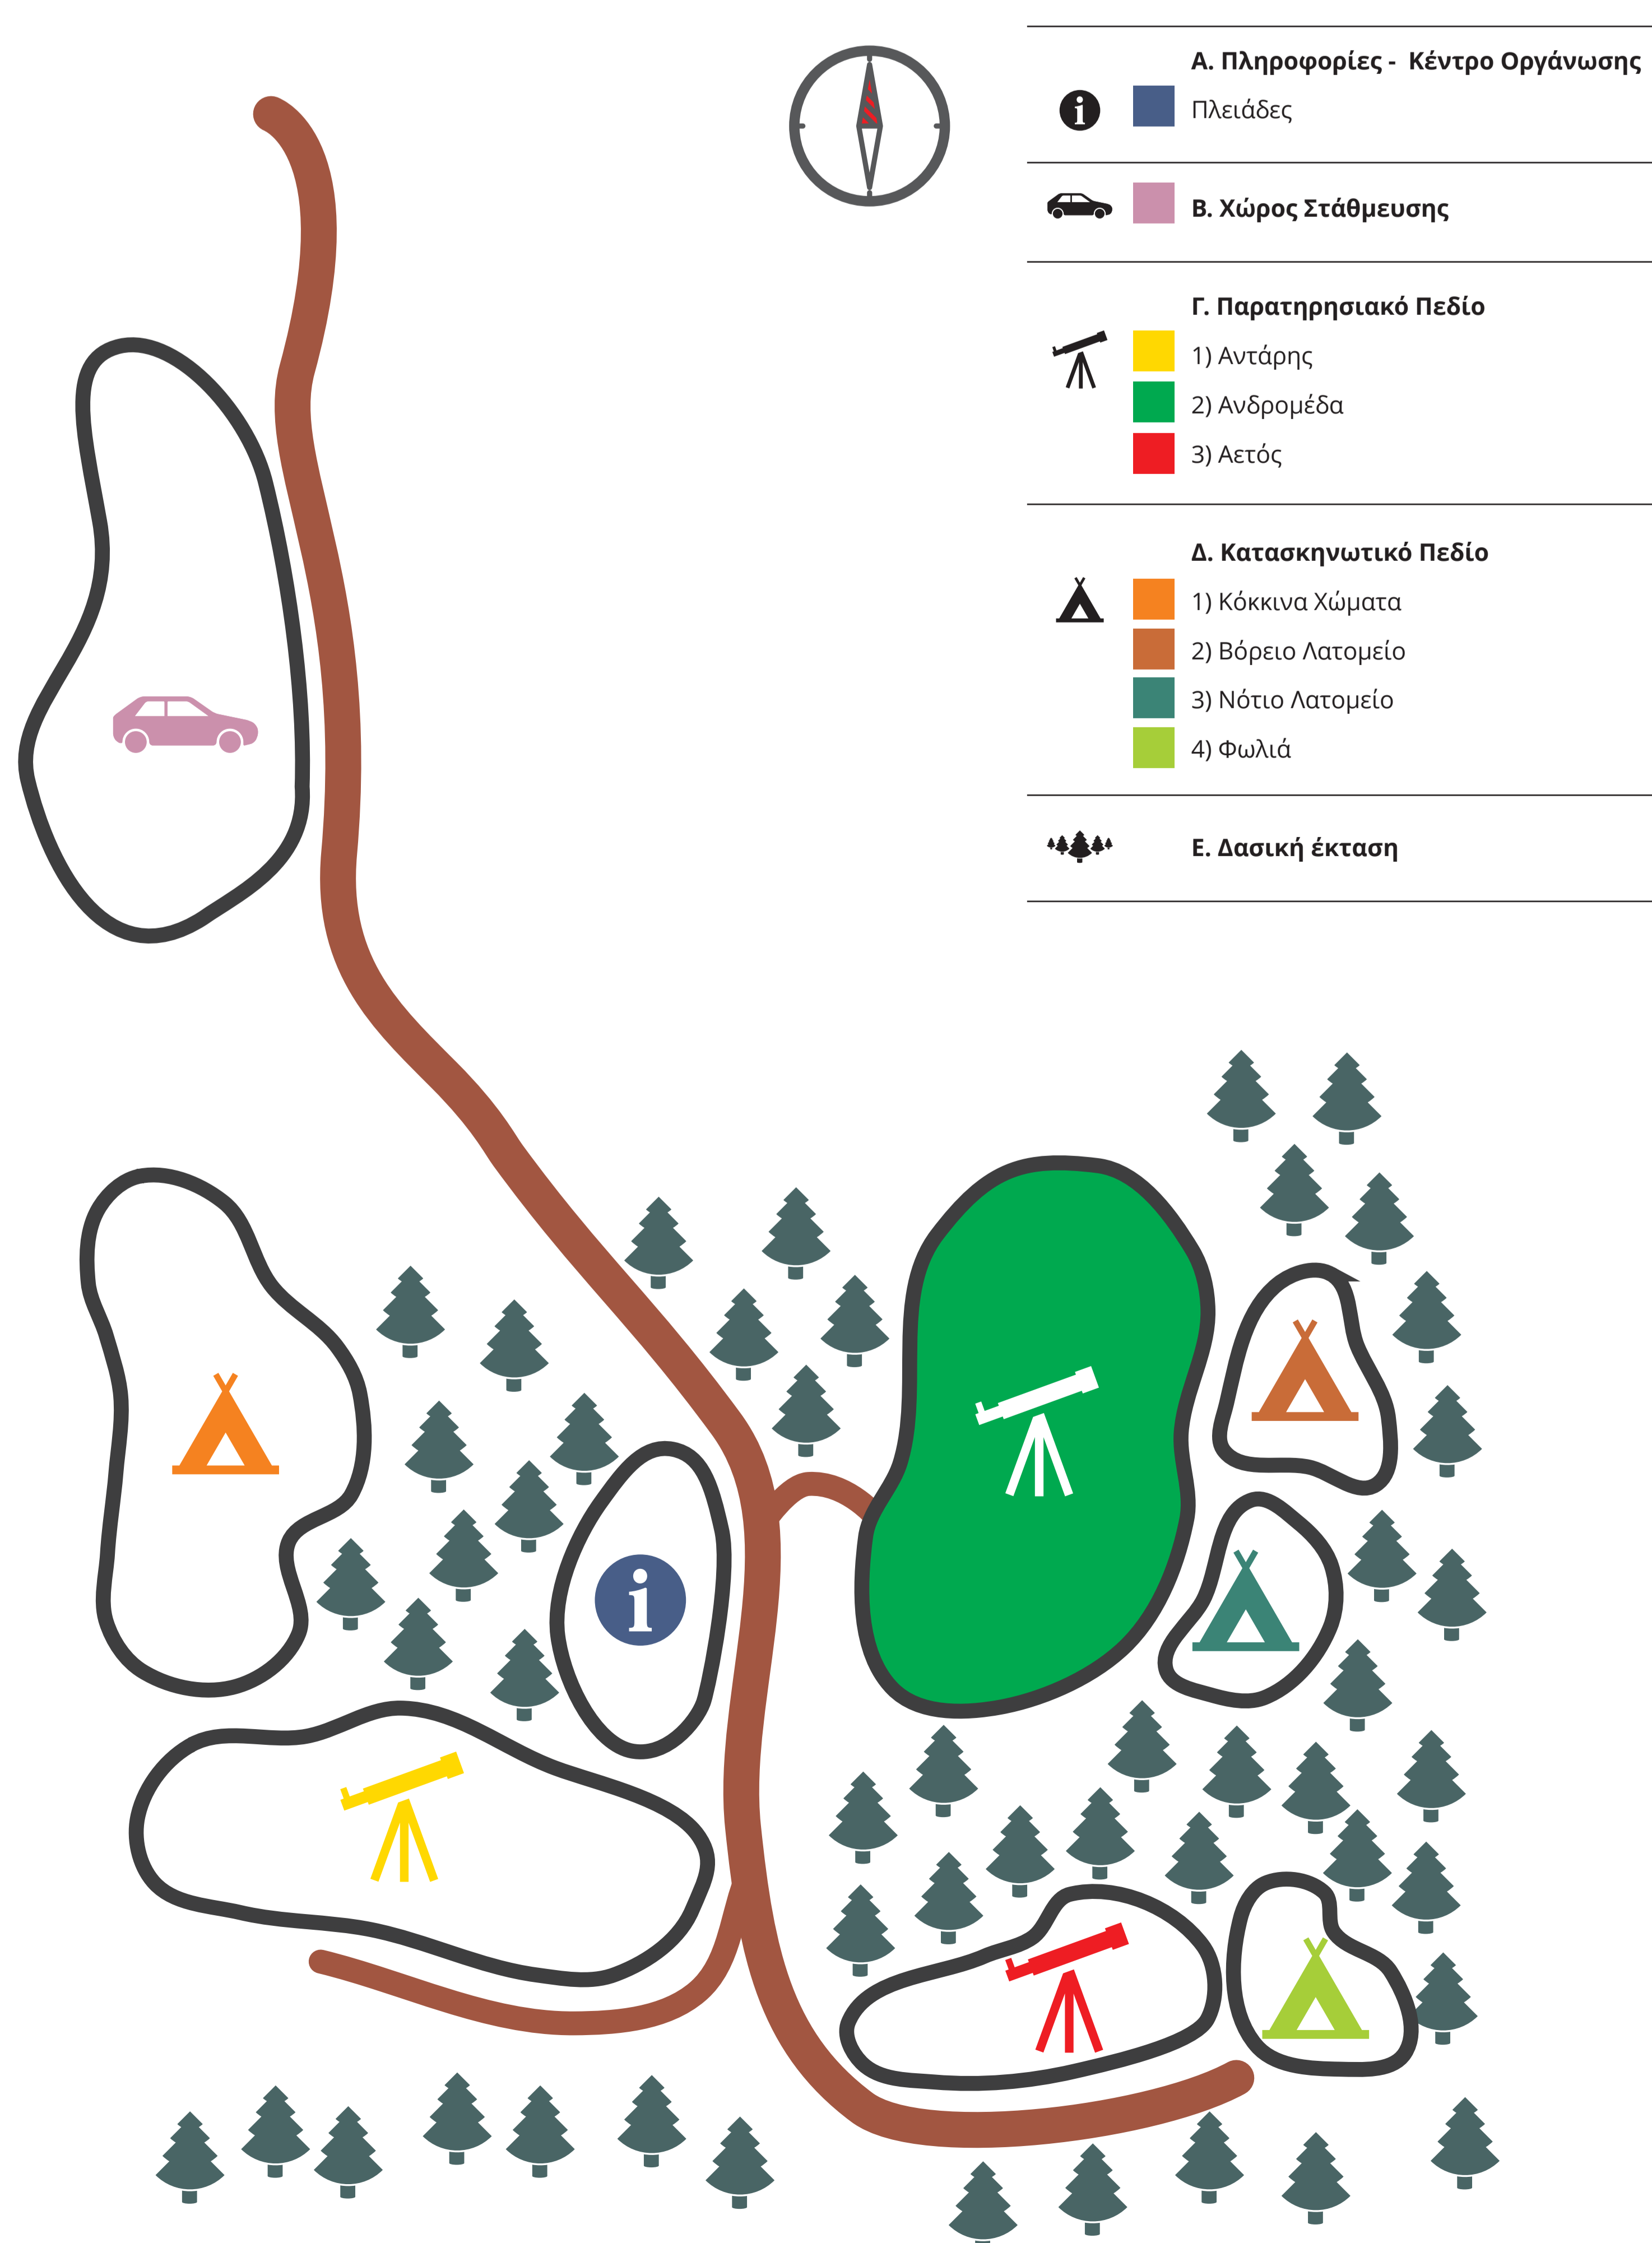 Α. Πληροφορίες - Κέντρο Οργάνωσης
Πλειάδες
Β. Χώρος Στάθμευσης
Γ. Παρατηρησιακό Πεδίο
1) Αντάρης
2) Ανδρομέδα
3) Αετός
Δ. Κατασκηνωτικό Πεδίο
1) Κόκκινα Χώματα
2) Βόρειο Λατομείο
3) Νότιο Λατομείο
4) Φωλιά
Ε. Δασική έκταση